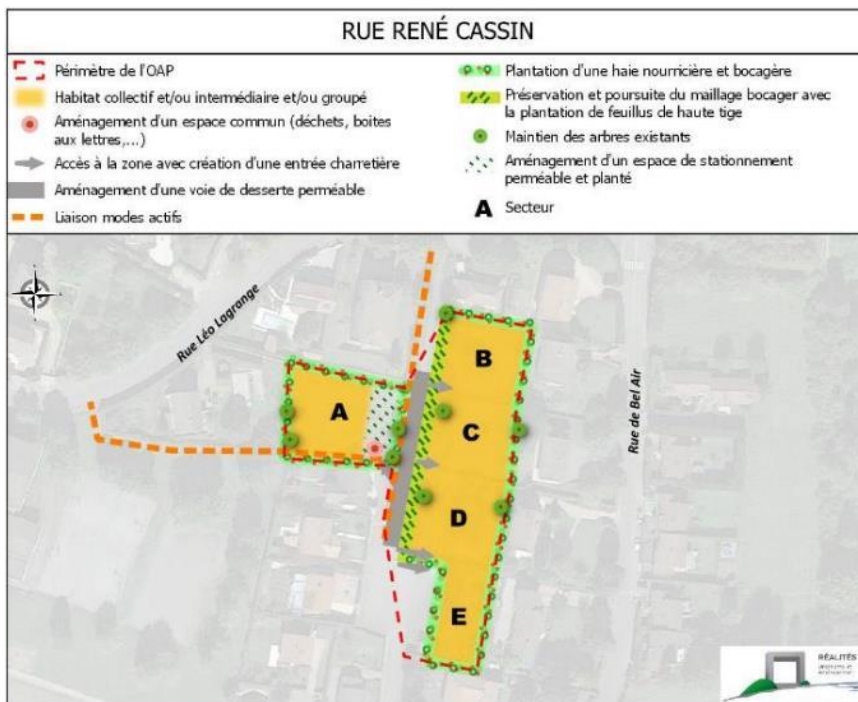 RUE RENÉ CASSIN
Périmètre de l'OAP
Habitat collectif et/ou intermédiaire et/ou groupé
Aménagement d'un espace commun (déchets, boites
aux lettres,...)
Accès à la zone avec création d'une entrée charretière
Aménagement d'une voie de desserte perméable
Liaison modes actifs
Plantation d'une haie nourricière et bocagère
Préservation et poursuite du maillage bocager avec
la plantation de feuillus de haute tige
Maintien des arbres existants
Aménagement d'un espace de stationnement
perméable et planté
A Secteur
Rue Léo Lagrange
A
B
C
D
E
Rue de Bel Air
RÉALITÉS